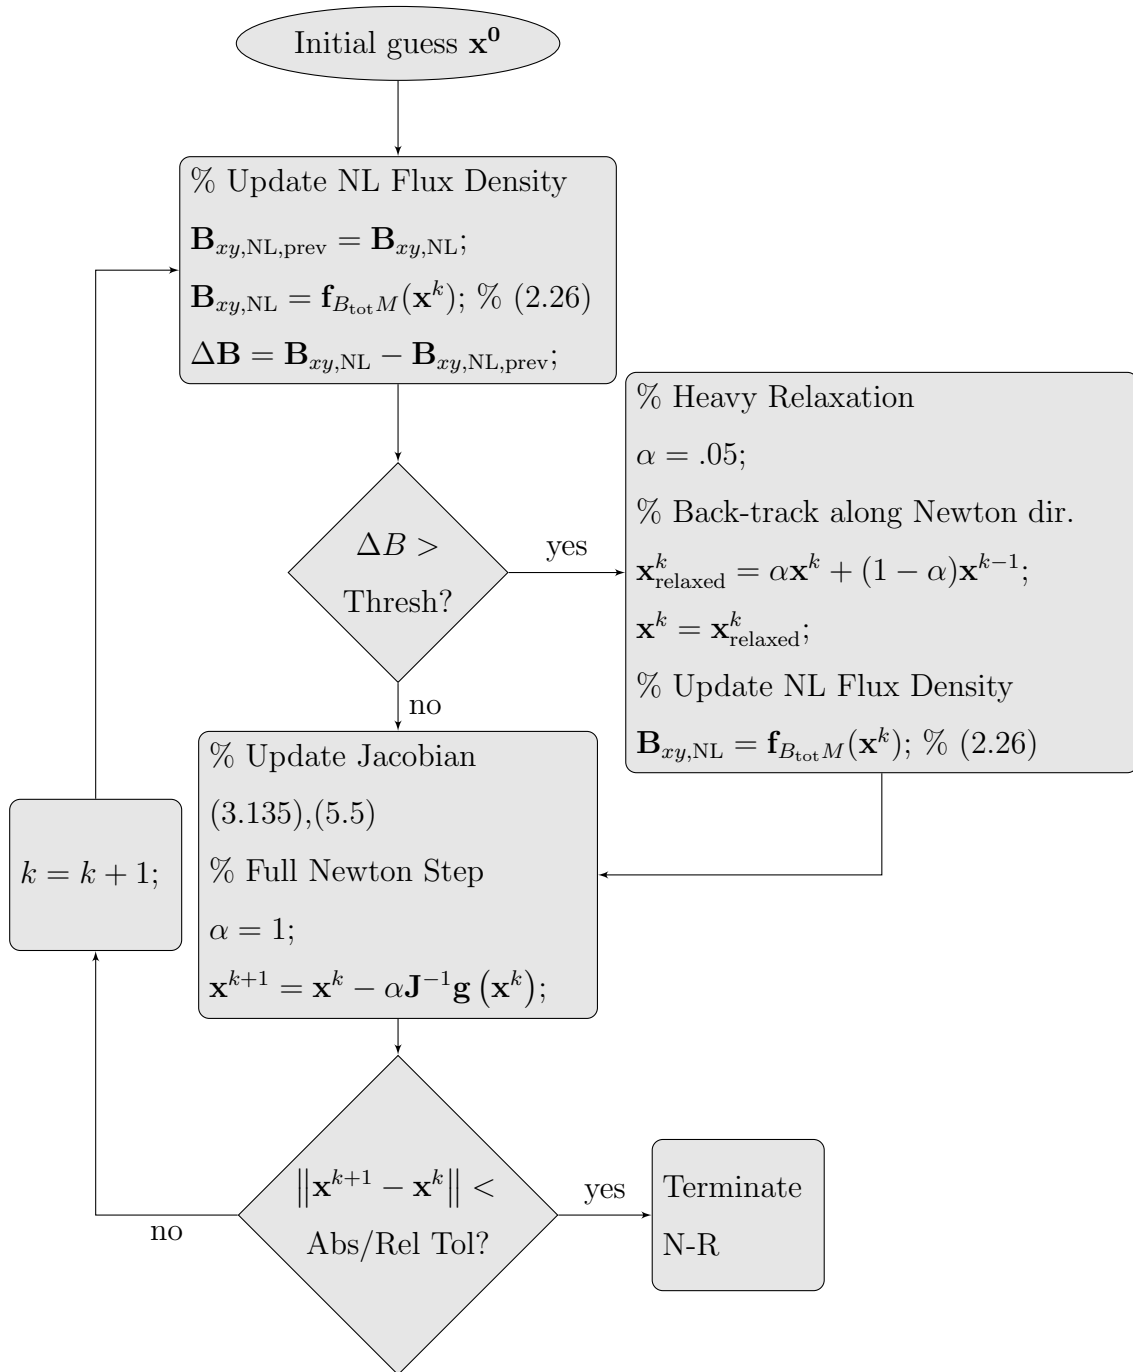 Initial guess x⁰
% Update NL Flux Density
B_{xy,NL,prev} = B_{xy,NL};
B_{xy,NL} = f_{B_{tot}M}(x^k); % (2.26)
ΔB = B_{xy,NL} − B_{xy,NL,prev};
ΔB >
Thresh?
yes
no
% Heavy Relaxation
α = .05;
% Back-track along Newton dir.
x^k_{relaxed} = αx^k + (1 − α)x^{k−1};
x^k = x^k_{relaxed};
% Update NL Flux Density
B_{xy,NL} = f_{B_{tot}M}(x^k); % (2.26)
% Update Jacobian
(3.135),(5.5)
% Full Newton Step
α = 1;
x^{k+1} = x^k − αJ^{−1}g (x^k);
k = k + 1;
‖x^{k+1} − x^k‖ <
Abs/Rel Tol?
no
yes
Terminate
N-R